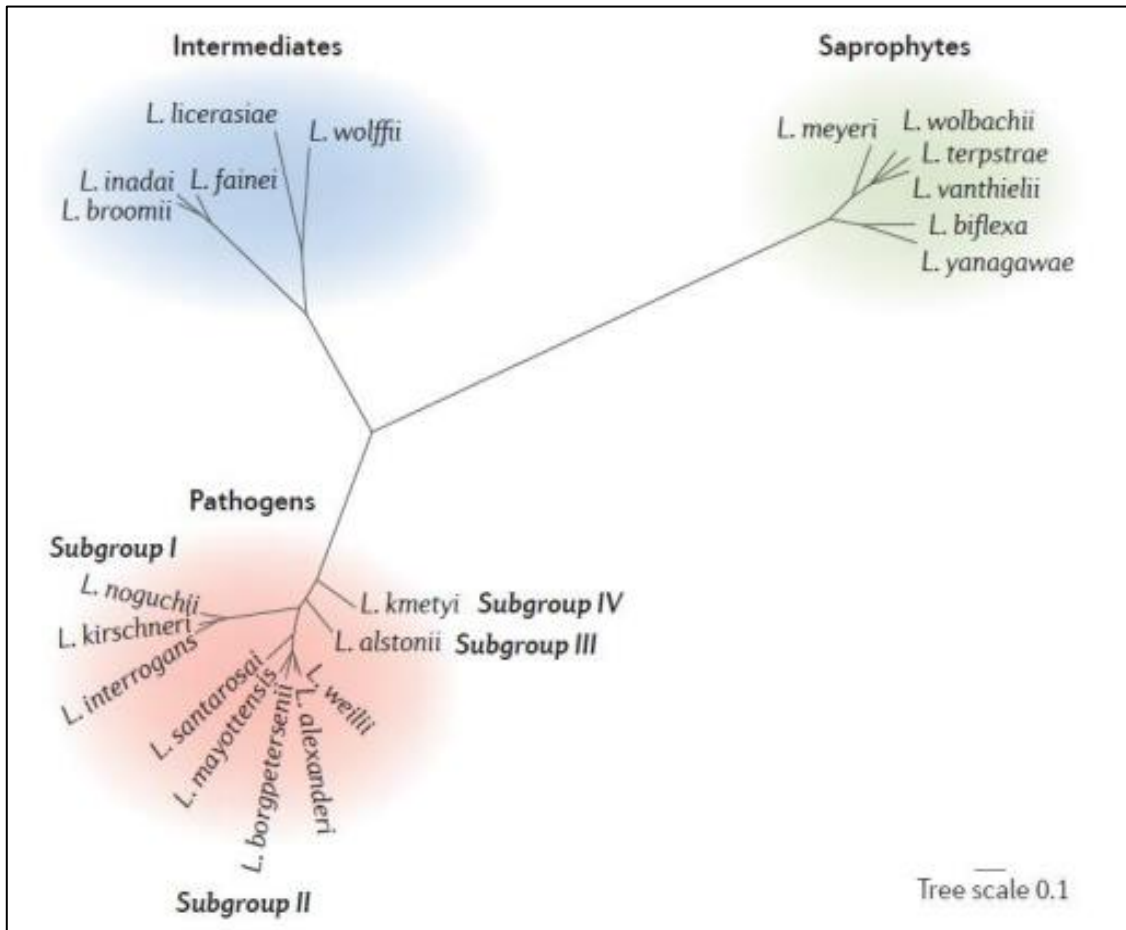 Intermediates
L. licerasiae
L. wolffii
L. inadai
L. fainei
L. broomii
Saprophytes
L. meyeri
L. wolbachii
L. terpstrae
L. vanthielii
L. biflexa
L. yanagawae
Pathogens
Subgroup I
L. noguchii
L. kirschneri
L. interrogans
L. kmetyi Subgroup IV
L. alstonii Subgroup III
L. santarosai
L. mayottensis
L. borgpetersenii
L. alexanderi
L. weilii
Subgroup II
Tree scale 0.1